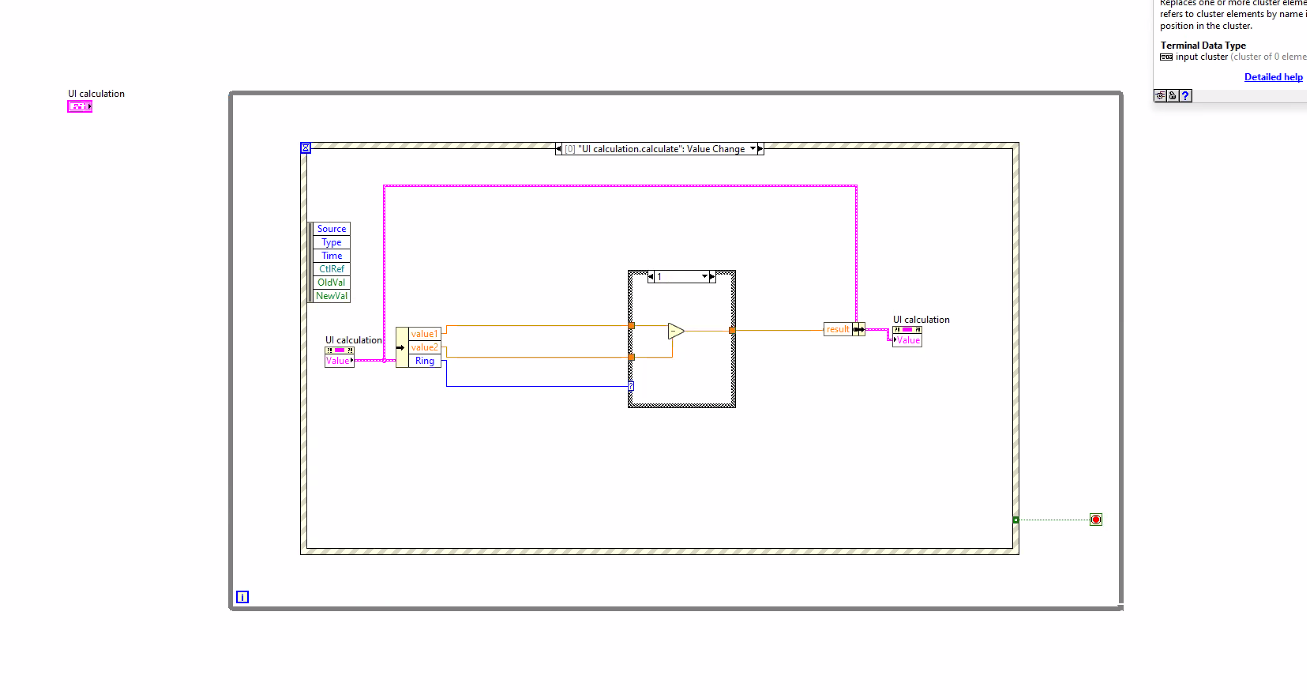 Replaces one or more cluster eleme
refers to cluster elements by name i
position in the cluster.
Terminal Data Type
input cluster (cluster of 0 eleme
Detailed help
?
UI calculation
[0] "UI calculation.calculate": Value Change
Source
Type
Time
CtlRef
OldVal
NewVal
1
UI calculation
Value
value1
value2
Ring
?
result
UI calculation
Value
i